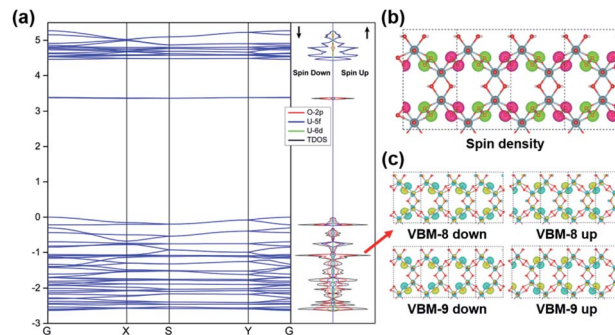 (a)
5
4
3
2
1
0
-1
-2
-3
G X S Y G
Spin Down Spin Up
O-2p
U-5f
U-6d
TDOS
(b)
Spin density
(c)
VBM-8 down VBM-8 up
VBM-9 down VBM-9 up